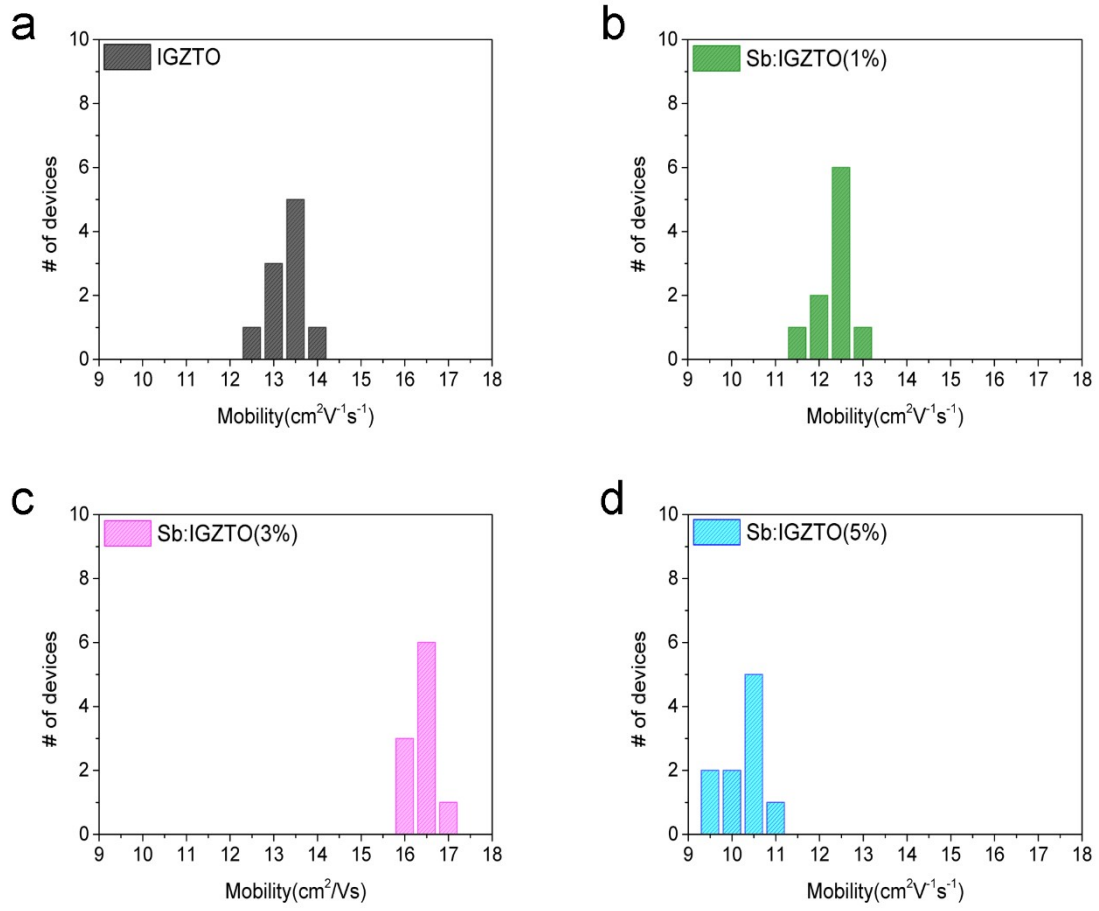 a
IGZTO
# of devices
10
8
6
4
2
0
9 10 11 12 13 14 15 16 17 18
Mobility(cm²V⁻¹s⁻¹)
b
Sb:IGZTO(1%)
# of devices
10
8
6
4
2
0
9 10 11 12 13 14 15 16 17 18
Mobility(cm²V⁻¹s⁻¹)
c
Sb:IGZTO(3%)
# of devices
10
8
6
4
2
0
9 10 11 12 13 14 15 16 17 18
Mobility(cm²/Vs)
d
Sb:IGZTO(5%)
# of devices
10
8
6
4
2
0
9 10 11 12 13 14 15 16 17 18
Mobility(cm²V⁻¹s⁻¹)